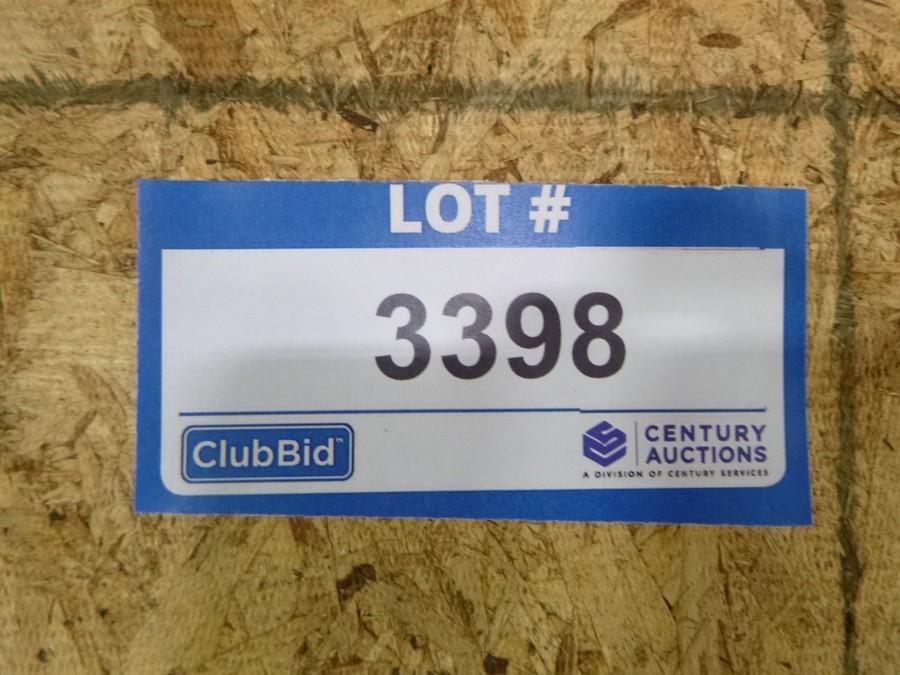 LOT #
3398
ClubBid™
CENTURY
AUCTIONS
A DIVISION OF CENTURY SERVICES